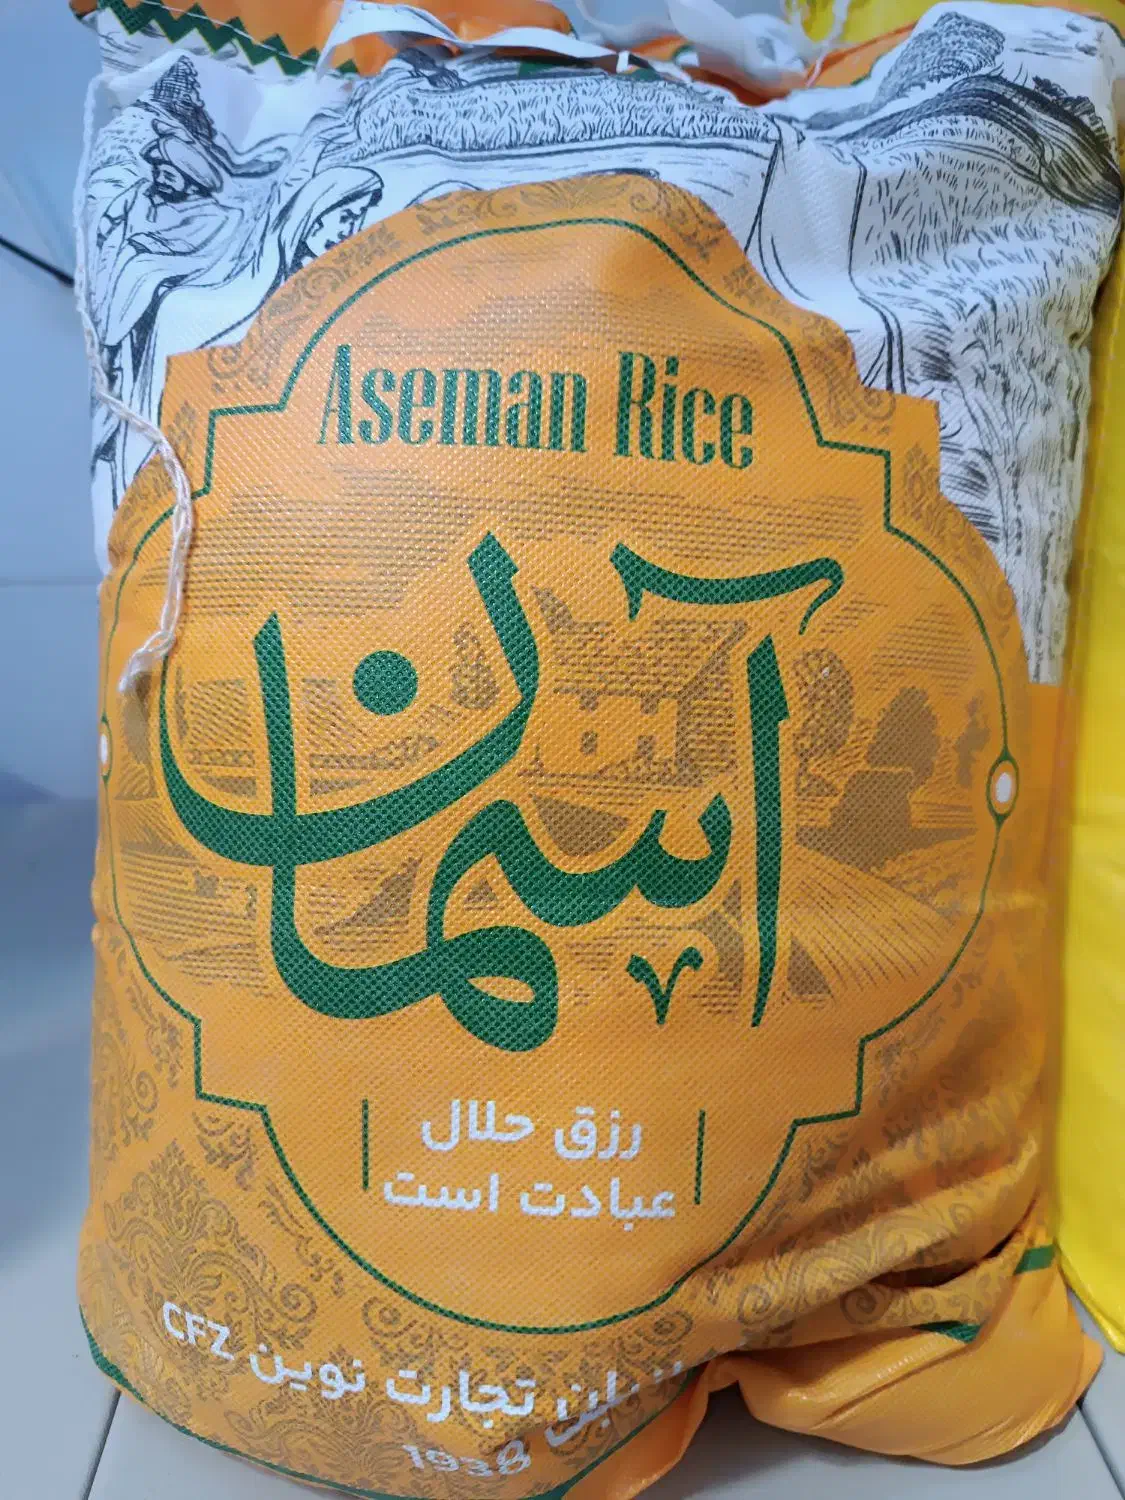 Aseman Rice
آسمان
رزق حلال
عبادت است
تجارت نوین CFZ
1938